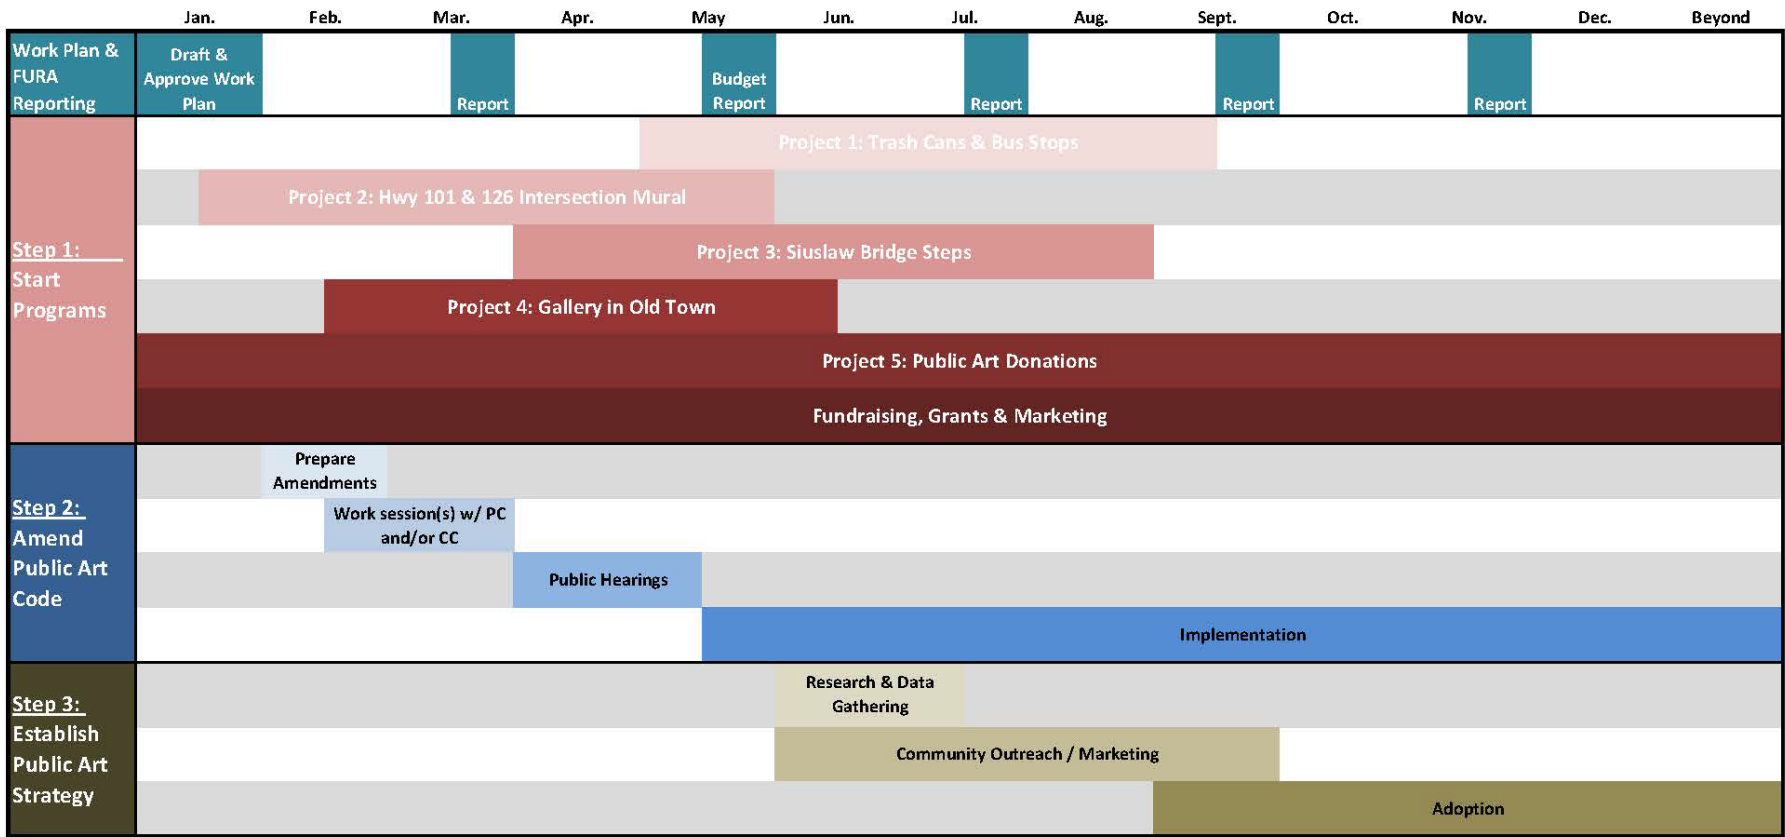 Jan. Feb. Mar. Apr. May Jun. Jul. Aug. Sept. Oct. Nov. Dec. Beyond
Work Plan &
FURA
Reporting
Draft &
Approve Work
Plan
Report
Budget
Report
Report
Report
Report
Step 1:
Start
Programs
Project 1: Trash Cans & Bus Stops
Project 2: Hwy 101 & 126 Intersection Mural
Project 3: Siuslaw Bridge Steps
Project 4: Gallery in Old Town
Project 5: Public Art Donations
Fundraising, Grants & Marketing
Step 2:
Amend
Public Art
Code
Prepare
Amendments
Work session(s) w/ PC
and/or CC
Public Hearings
Implementation
Step 3:
Establish
Public Art
Strategy
Research & Data
Gathering
Community Outreach / Marketing
Adoption